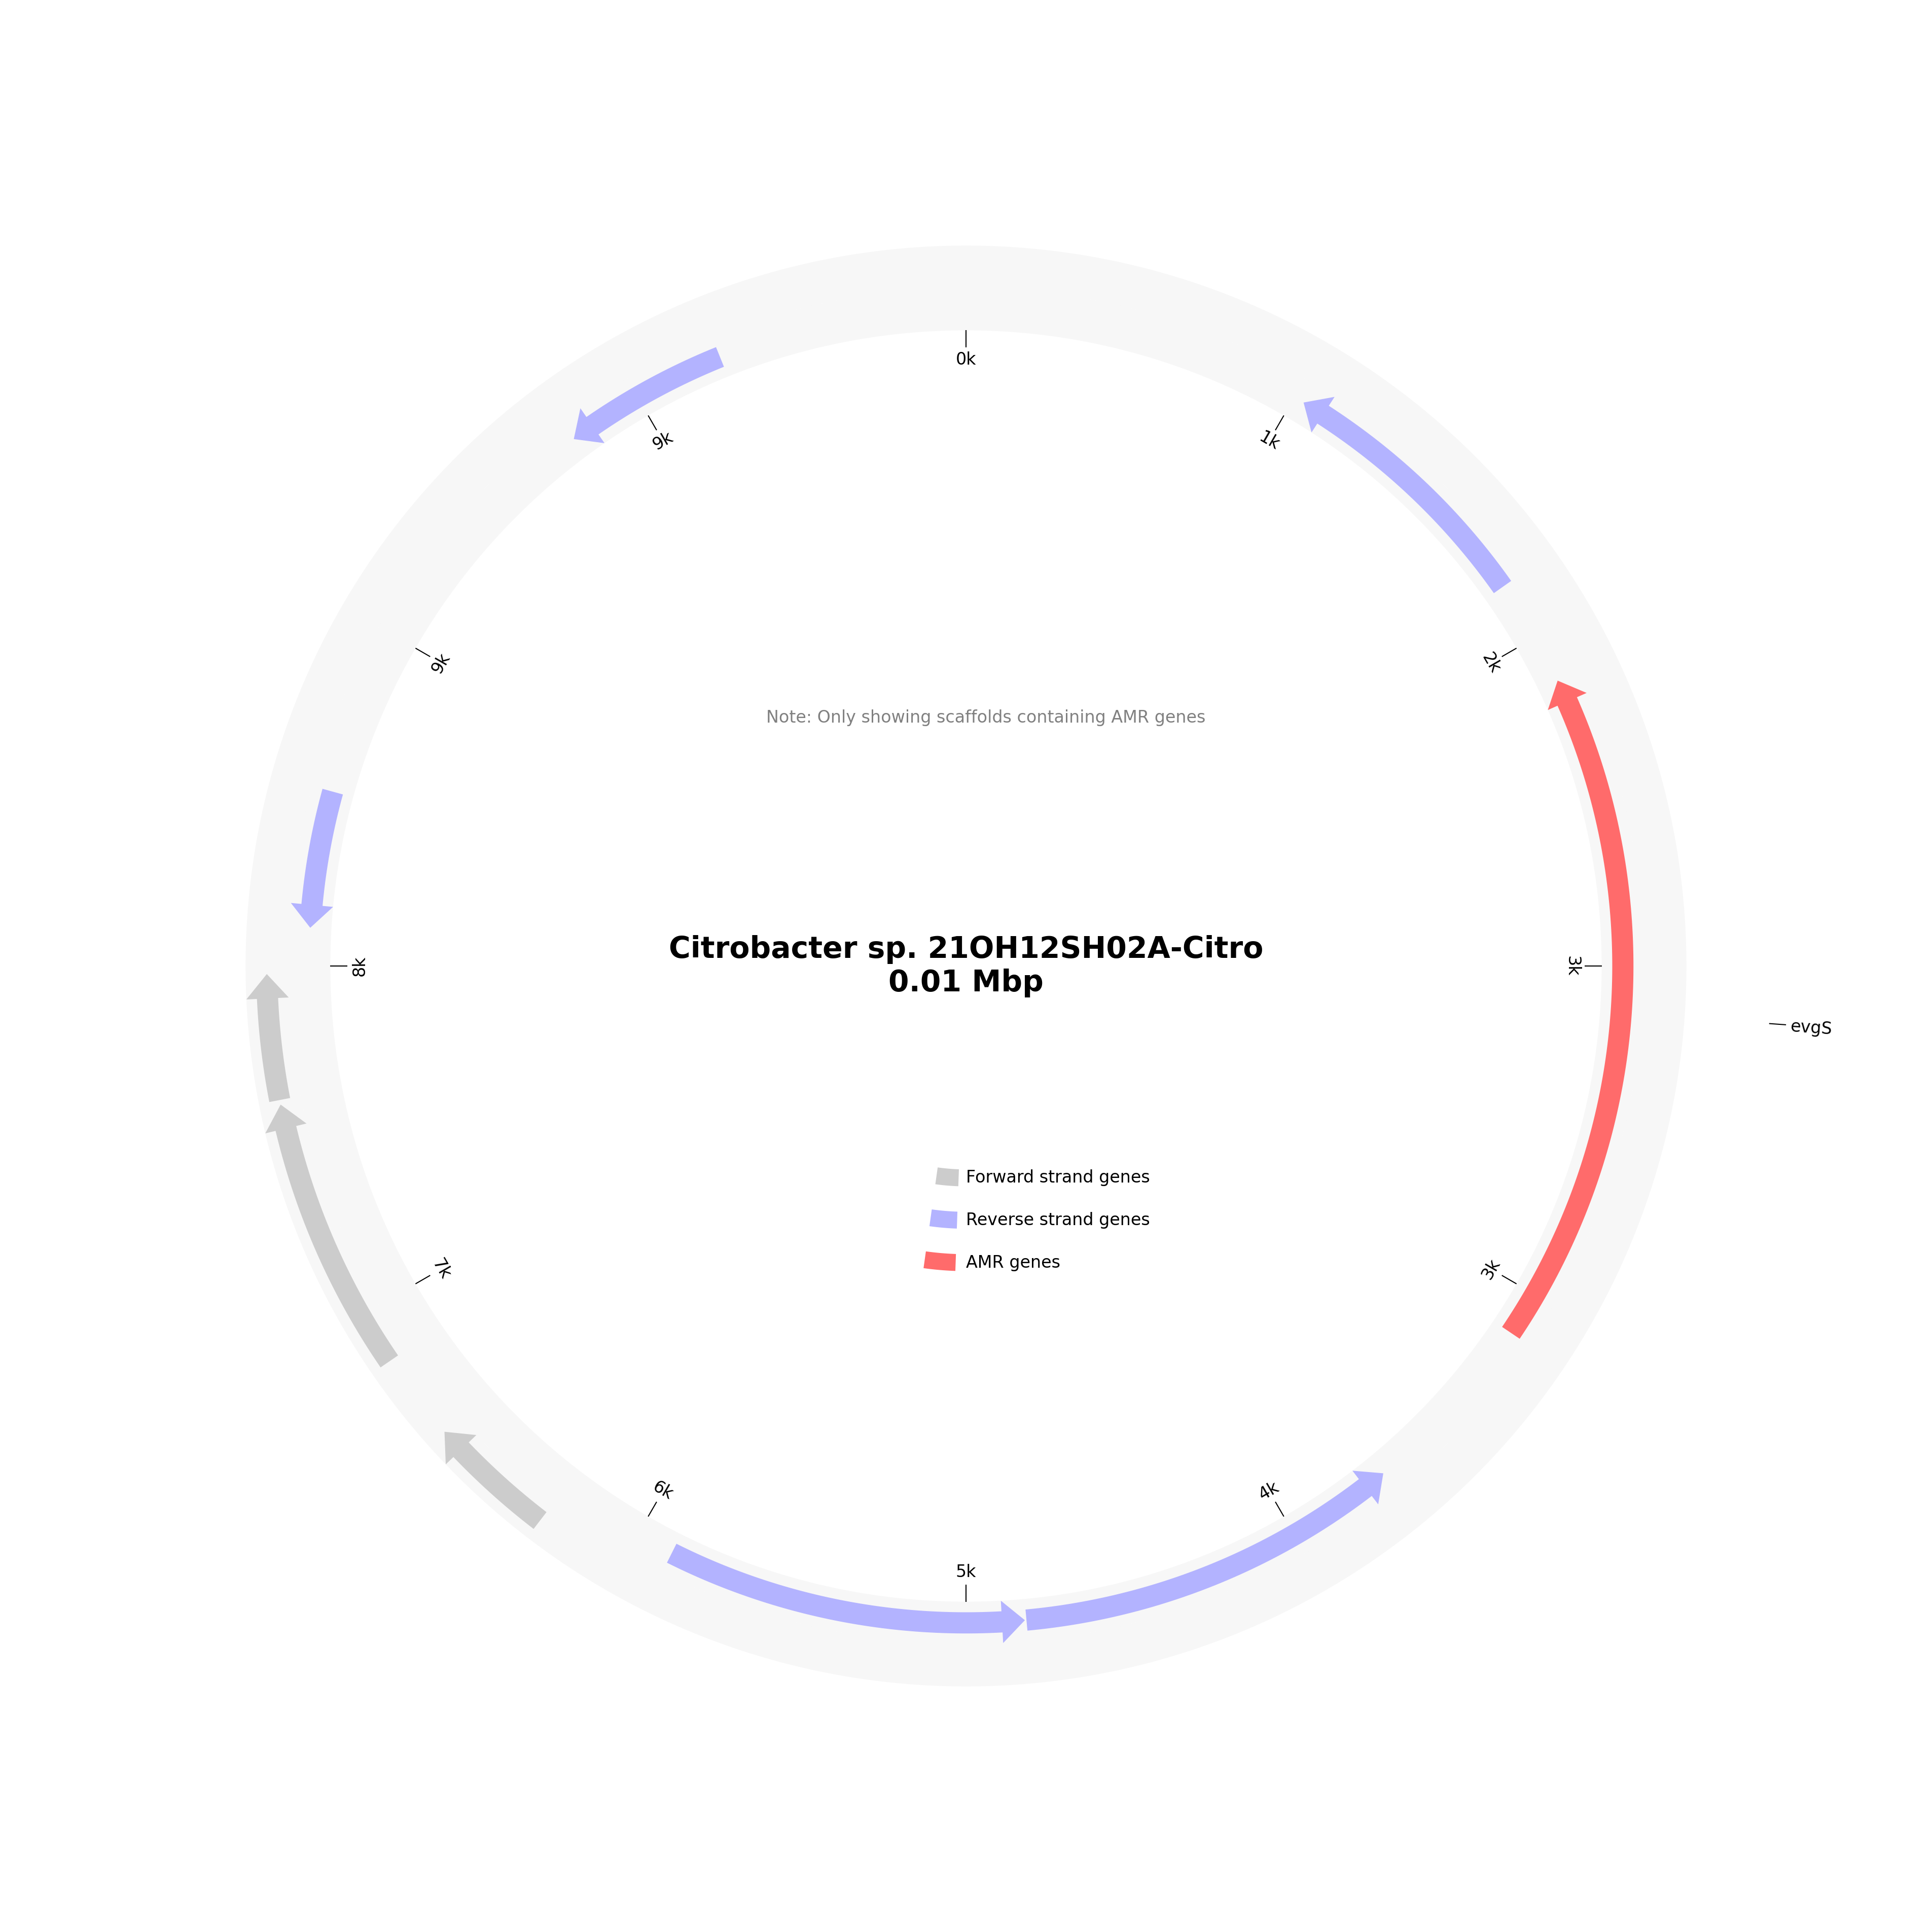 0k
1k
9k
2k
9k
Note: Only showing scaffolds containing AMR genes
Citrobacter sp. 21OH12SH02A-Citro
0.01 Mbp
3k
8k
evgS
Forward strand genes
Reverse strand genes
AMR genes
3k
7k
4k
6k
5k